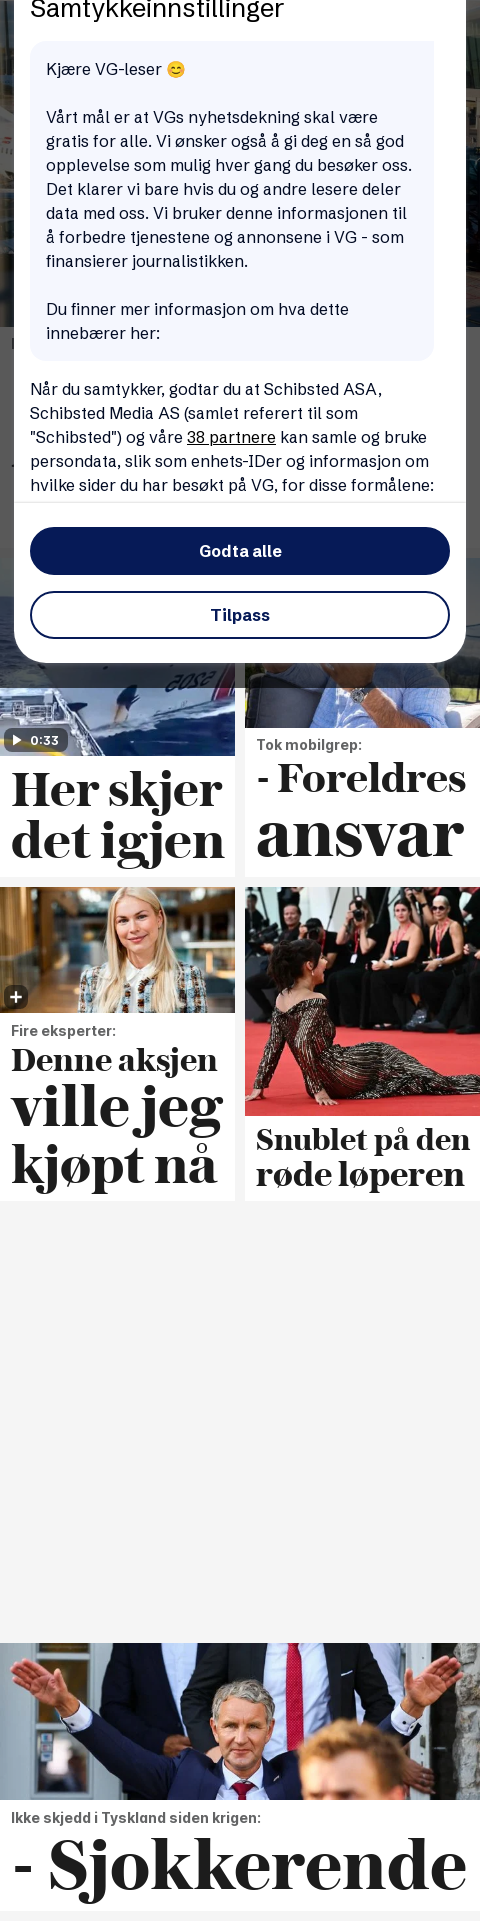 Samtykkeinnstillinger
Kjære VG-leser 😊
Vårt mål er at VGs nyhetsdekning skal være
gratis for alle. Vi ønsker også å gi deg en så god
opplevelse som mulig hver gang du besøker oss.
Det klarer vi bare hvis du og andre lesere deler
data med oss. Vi bruker denne informasjonen til
å forbedre tjenestene og annonsene i VG - som
finansierer journalistikken.
Du finner mer informasjon om hva dette
innebærer her:
Når du samtykker, godtar du at Schibsted ASA,
Schibsted Media AS (samlet referert til som
"Schibsted") og våre 38 partnere kan samle og bruke
persondata, slik som enhets-IDer og informasjon om
hvilke sider du har besøkt på VG, for disse formålene:
Godta alle
Tilpass
0:33
Her skjer
det igjen
Tok mobilgrep:
- Foreldres
ansvar
Fire eksperter:
Denne aksjen
ville jeg
kjøpt nå
Snublet på den
røde løperen
Ikke skjedd i Tyskland siden krigen:
- Sjokkerende